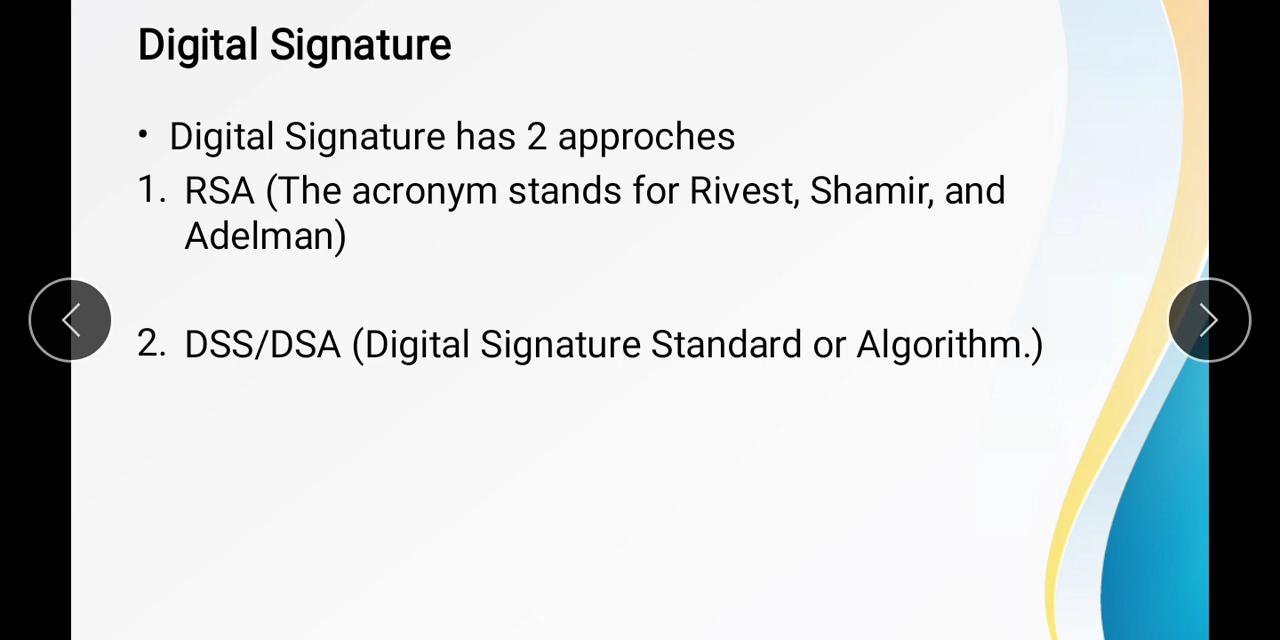 Digital Signature
• Digital Signature has 2 approches
1. RSA (The acronym stands for Rivest, Shamir, and
Adelman)
2. DSS/DSA (Digital Signature Standard or Algorithm.)